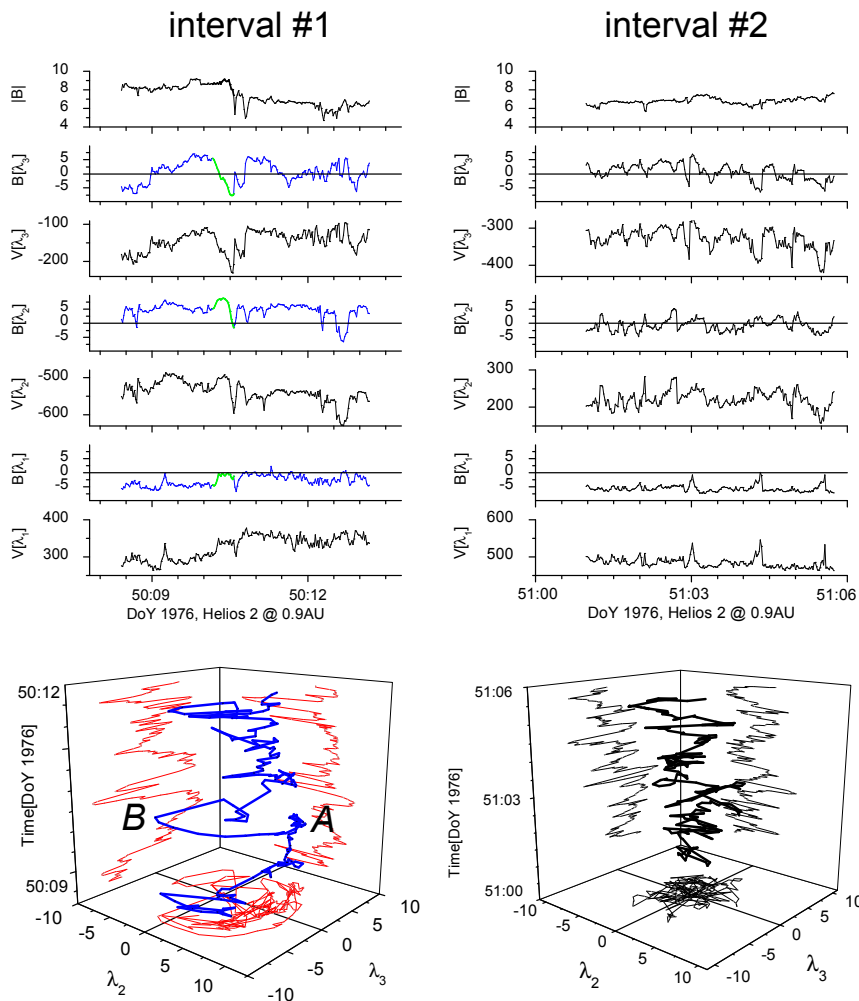 interval #1
interval #2
10
8
6
4
|B|
10
8
6
4
|B|
5
0
-5
B[λ3]
5
0
-5
B[λ3]
-100
-200
V[λ3]
-300
-400
V[λ3]
5
0
-5
B[λ2]
5
0
-5
B[λ2]
-500
-600
V[λ2]
300
200
V[λ2]
5
0
-5
B[λ1]
5
0
-5
B[λ1]
400
300
V[λ1]
600
500
V[λ1]
50:09 50:12
51:00 51:03 51:06
DoY 1976, Helios 2 @ 0.9AU
DoY 1976, Helios 2 @ 0.9AU
50:12
50:09
Time[DoY 1976]
B
A
-10 -5 0 5 10
λ2
-10 -5 0 5 10
λ3
51:06
51:03
51:00
Time[DoY 1976]
-10 -5 0 5 10
λ2
-10 -5 0 5 10
λ3